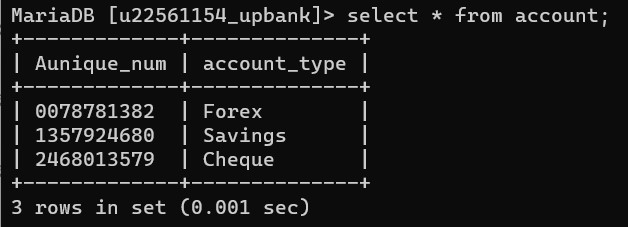 MariaDB [u22561154_upbank]> select * from account;
+-------------+--------------+
| Aunique_num | account_type |
+-------------+--------------+
| 0078781382  | Forex        |
| 1357924680  | Savings      |
| 2468013579  | Cheque       |
+-------------+--------------+
3 rows in set (0.001 sec)